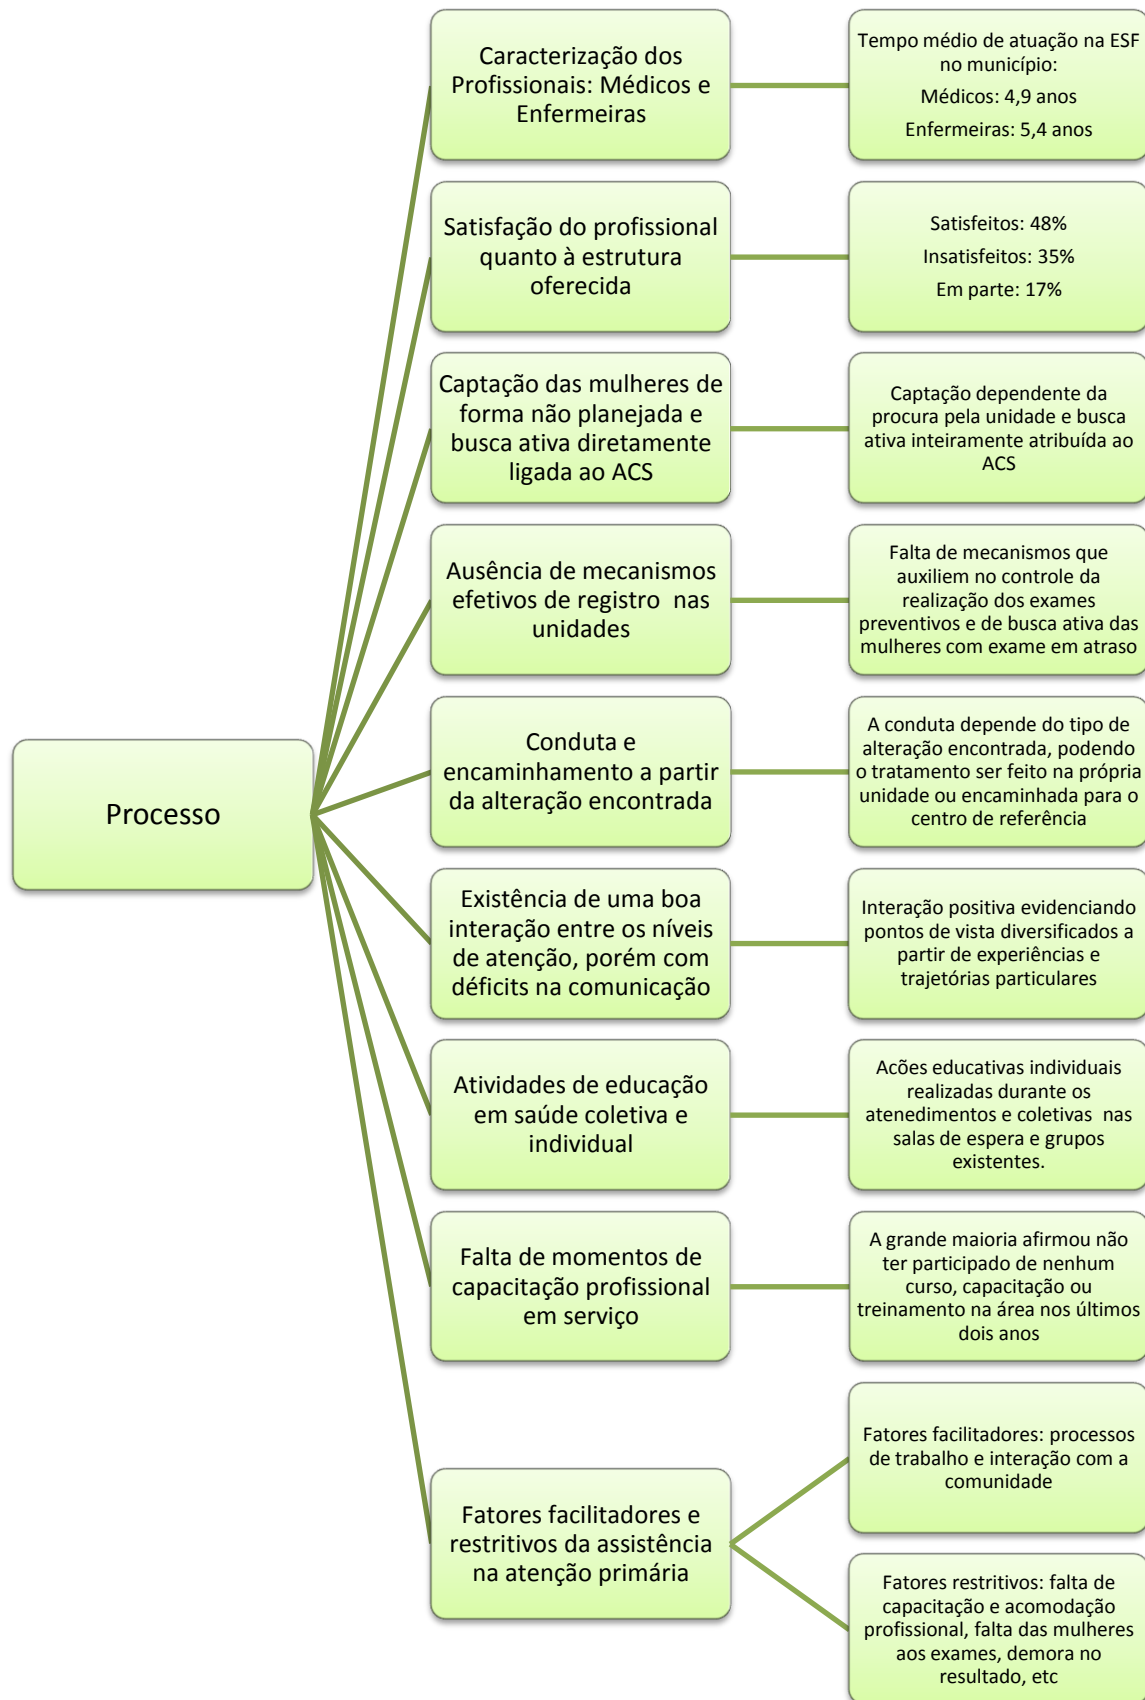 Processo
Caracterização dos
Profissionais: Médicos e
Enfermeiras
Tempo médio de atuação na ESF
no município:
Médicos: 4,9 anos
Enfermeiras: 5,4 anos
Satisfação do profissional
quanto à estrutura
oferecida
Satisfeitos: 48%
Insatisfeitos: 35%
Em parte: 17%
Captação das mulheres de
forma não planejada e
busca ativa diretamente
ligada ao ACS
Captação dependente da
procura pela unidade e busca
ativa inteiramente atribuída ao
ACS
Ausência de mecanismos
efetivos de registro nas
unidades
Falta de mecanismos que
auxiliem no controle da
realização dos exames
preventivos e de busca ativa das
mulheres com exame em atraso
Conduta e
encaminhamento a partir
da alteração encontrada
A conduta depende do tipo de
alteração encontrada, podendo
o tratamento ser feito na própria
unidade ou encaminhada para o
centro de referência
Existência de uma boa
interação entre os níveis
de atenção, porém com
déficits na comunicação
Interação positiva evidenciando
pontos de vista diversificados a
partir de experiências e
trajetórias particulares
Atividades de educação
em saúde coletiva e
individual
Acões educativas individuais
realizadas durante os
atenedimentos e coletivas nas
salas de espera e grupos
existentes.
Falta de momentos de
capacitação profissional
em serviço
A grande maioria afirmou não
ter participado de nenhum
curso, capacitação ou
treinamento na área nos últimos
dois anos
Fatores facilitadores e
restritivos da assistência
na atenção primária
Fatores facilitadores: processos
de trabalho e interação com a
comunidade
Fatores restritivos: falta de
capacitação e acomodação
profissional, falta das mulheres
aos exames, demora no
resultado, etc